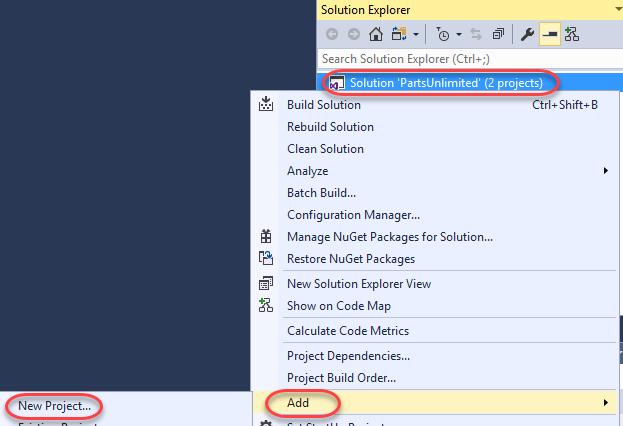 Solution Explorer
Search Solution Explorer (Ctrl+;)
Solution 'PartsUnlimited' (2 projects)
Build Solution Ctrl+Shift+B
Rebuild Solution
Clean Solution
Analyze
Batch Build...
Configuration Manager...
Manage NuGet Packages for Solution...
Restore NuGet Packages
New Solution Explorer View
Show on Code Map
Calculate Code Metrics
Project Dependencies...
Project Build Order...
Add
New Project...